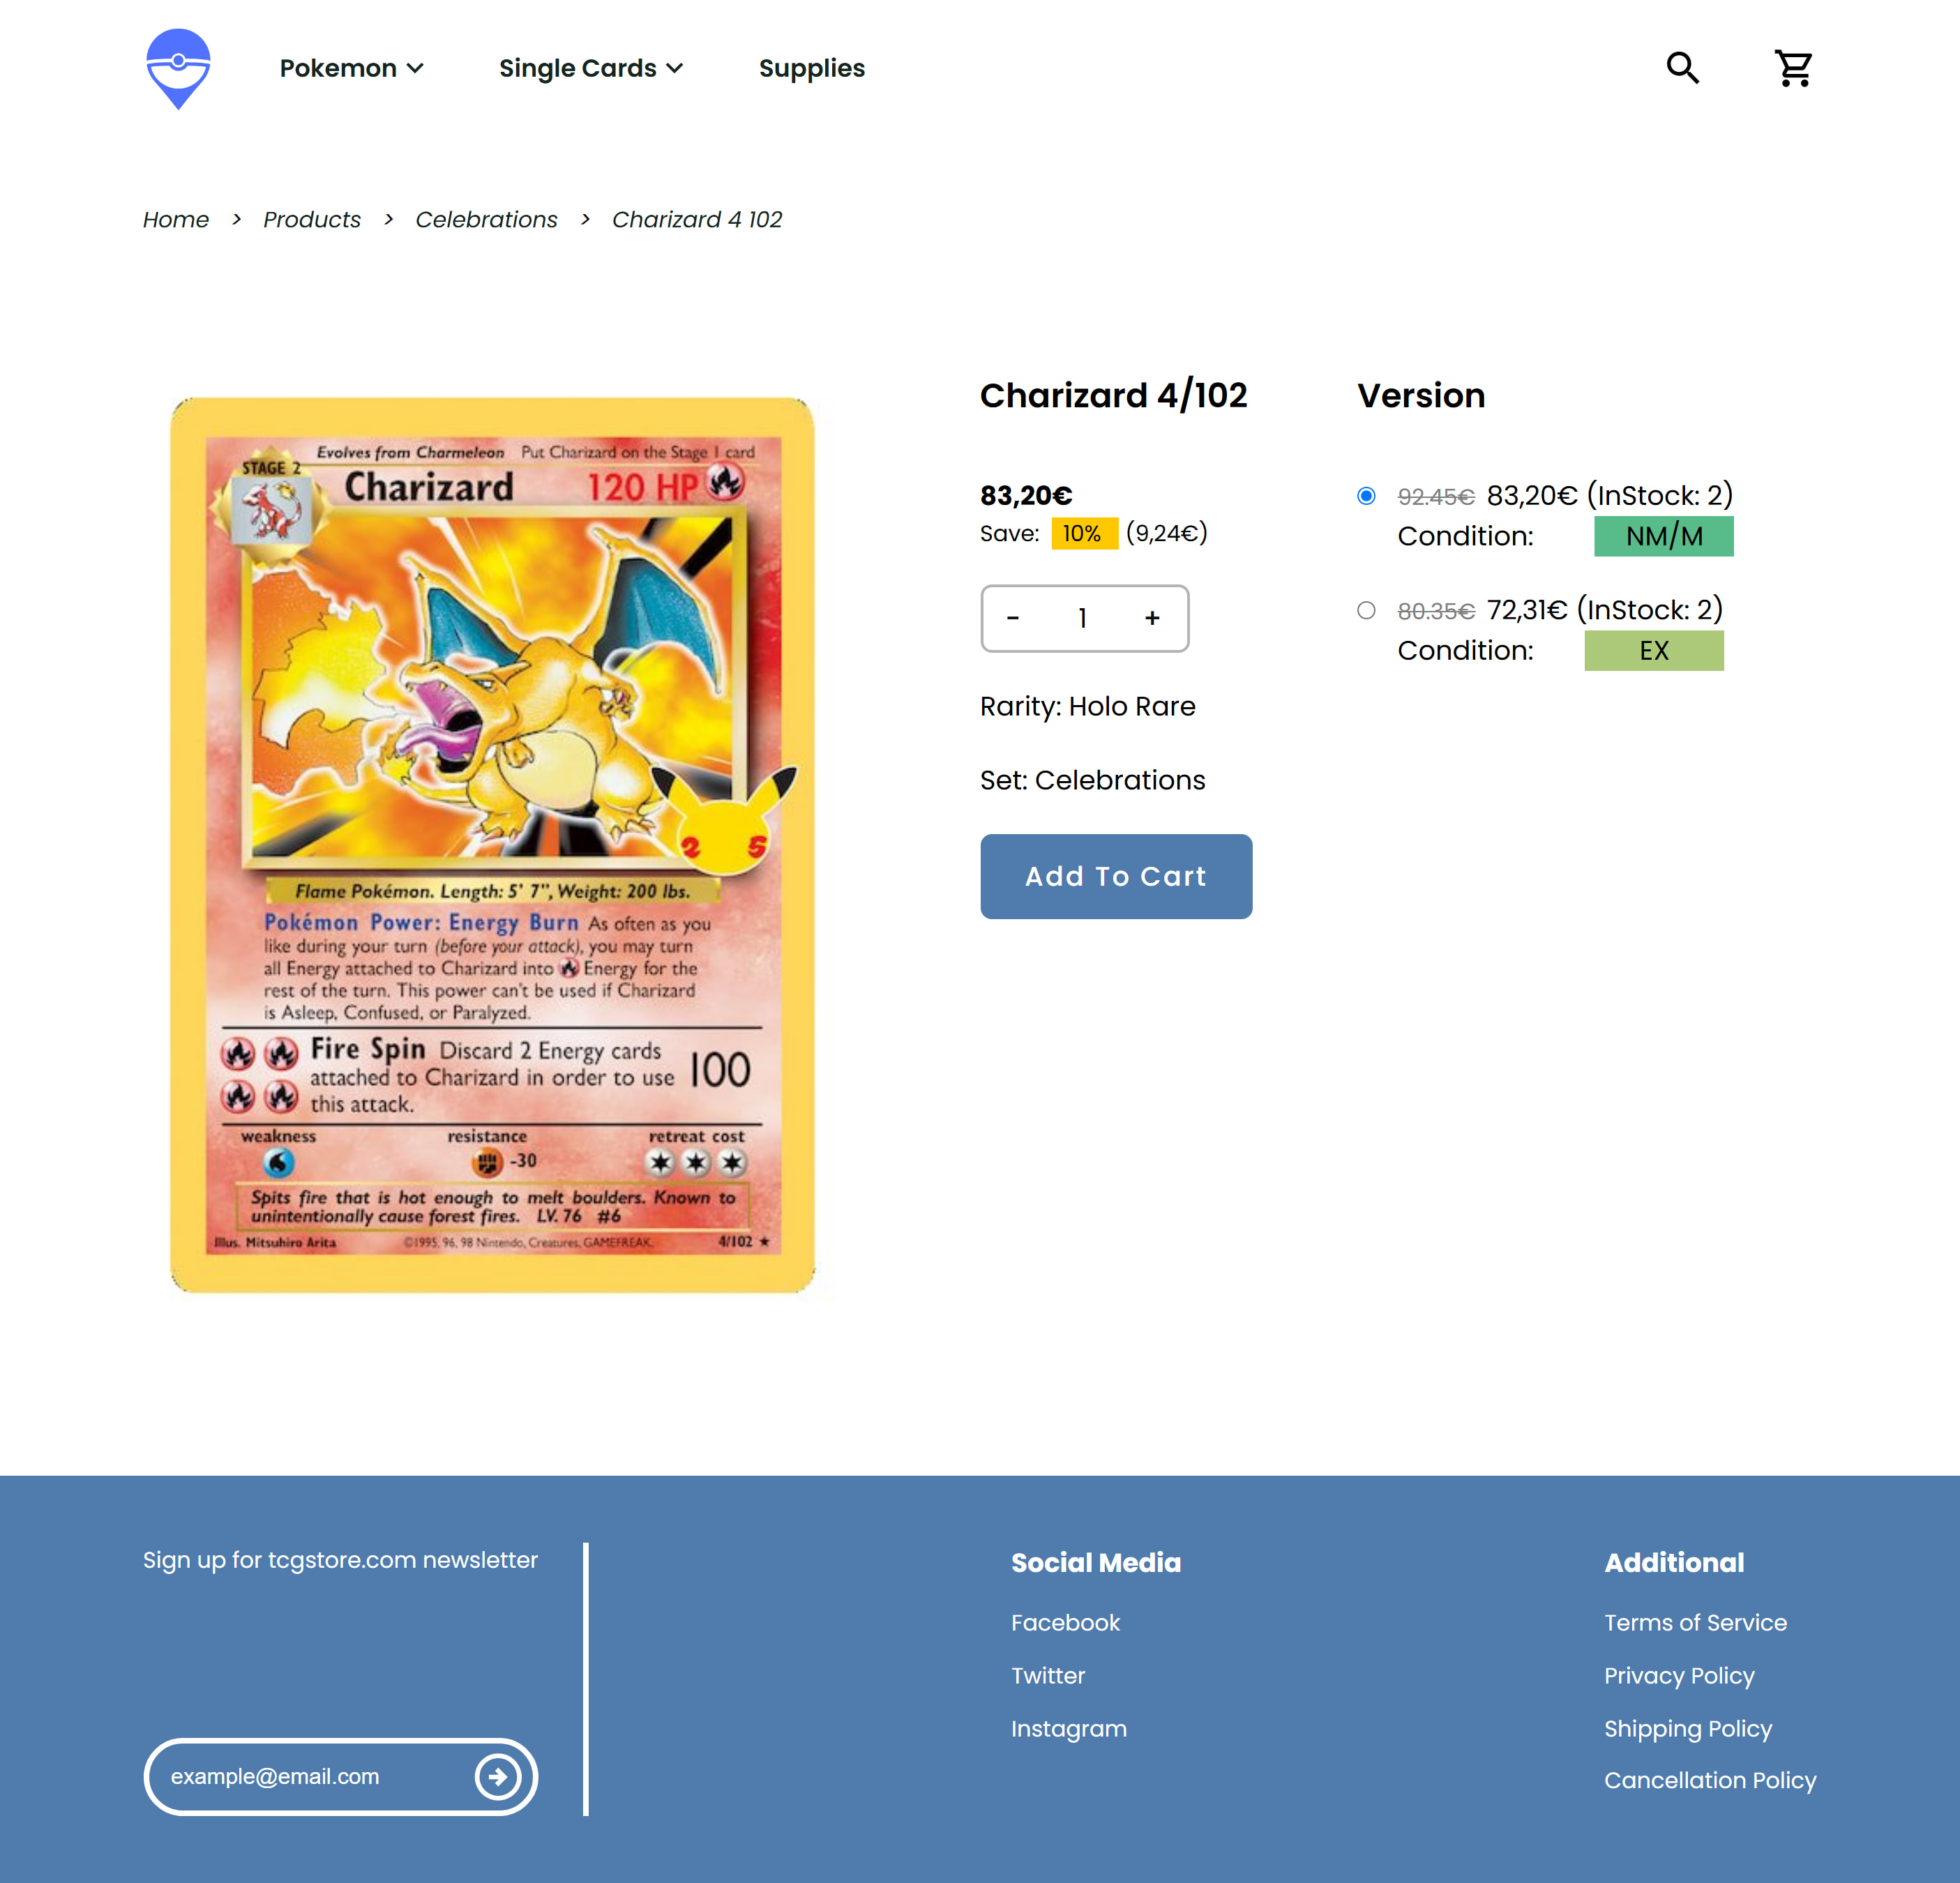 Pokemon Single Cards Supplies
Home > Products > Celebrations > Charizard 4 102
Evolves from Charmeleon Put Charizard on the Stage 1 card
STAGE 2
Charizard 120 HP
2 5
Flame Pokémon. Length: 5' 7", Weight: 200 lbs.
Pokémon Power: Energy Burn As often as you
like during your turn (before your attack), you may turn
all Energy attached to Charizard into Energy for the
rest of the turn. This power can't be used if Charizard
is Asleep, Confused, or Paralyzed.
Fire Spin Discard 2 Energy cards
attached to Charizard in order to use
this attack.
100
weakness resistance retreat cost
-30
Spits fire that is hot enough to melt boulders. Known to
unintentionally cause forest fires. LV. 76 #6
Illus. Mitsuhiro Arita ©1995, 96, 98 Nintendo, Creatures, GAMEFREAK. 4/102 ★
Charizard 4/102
83,20€
Save: 10% (9,24€)
- 1 +
Rarity: Holo Rare
Set: Celebrations
Add To Cart
Version
92.45€ 83,20€ (InStock: 2)
Condition: NM/M
80.35€ 72,31€ (InStock: 2)
Condition: EX
Sign up for tcgstore.com newsletter
example@email.com
Social Media
Facebook
Twitter
Instagram
Additional
Terms of Service
Privacy Policy
Shipping Policy
Cancellation Policy